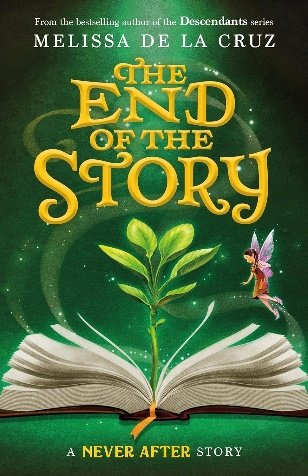 From the bestselling author of the Descendants series
MELISSA DE LA CRUZ
THE
END
OF THE
STORY
A NEVER AFTER STORY